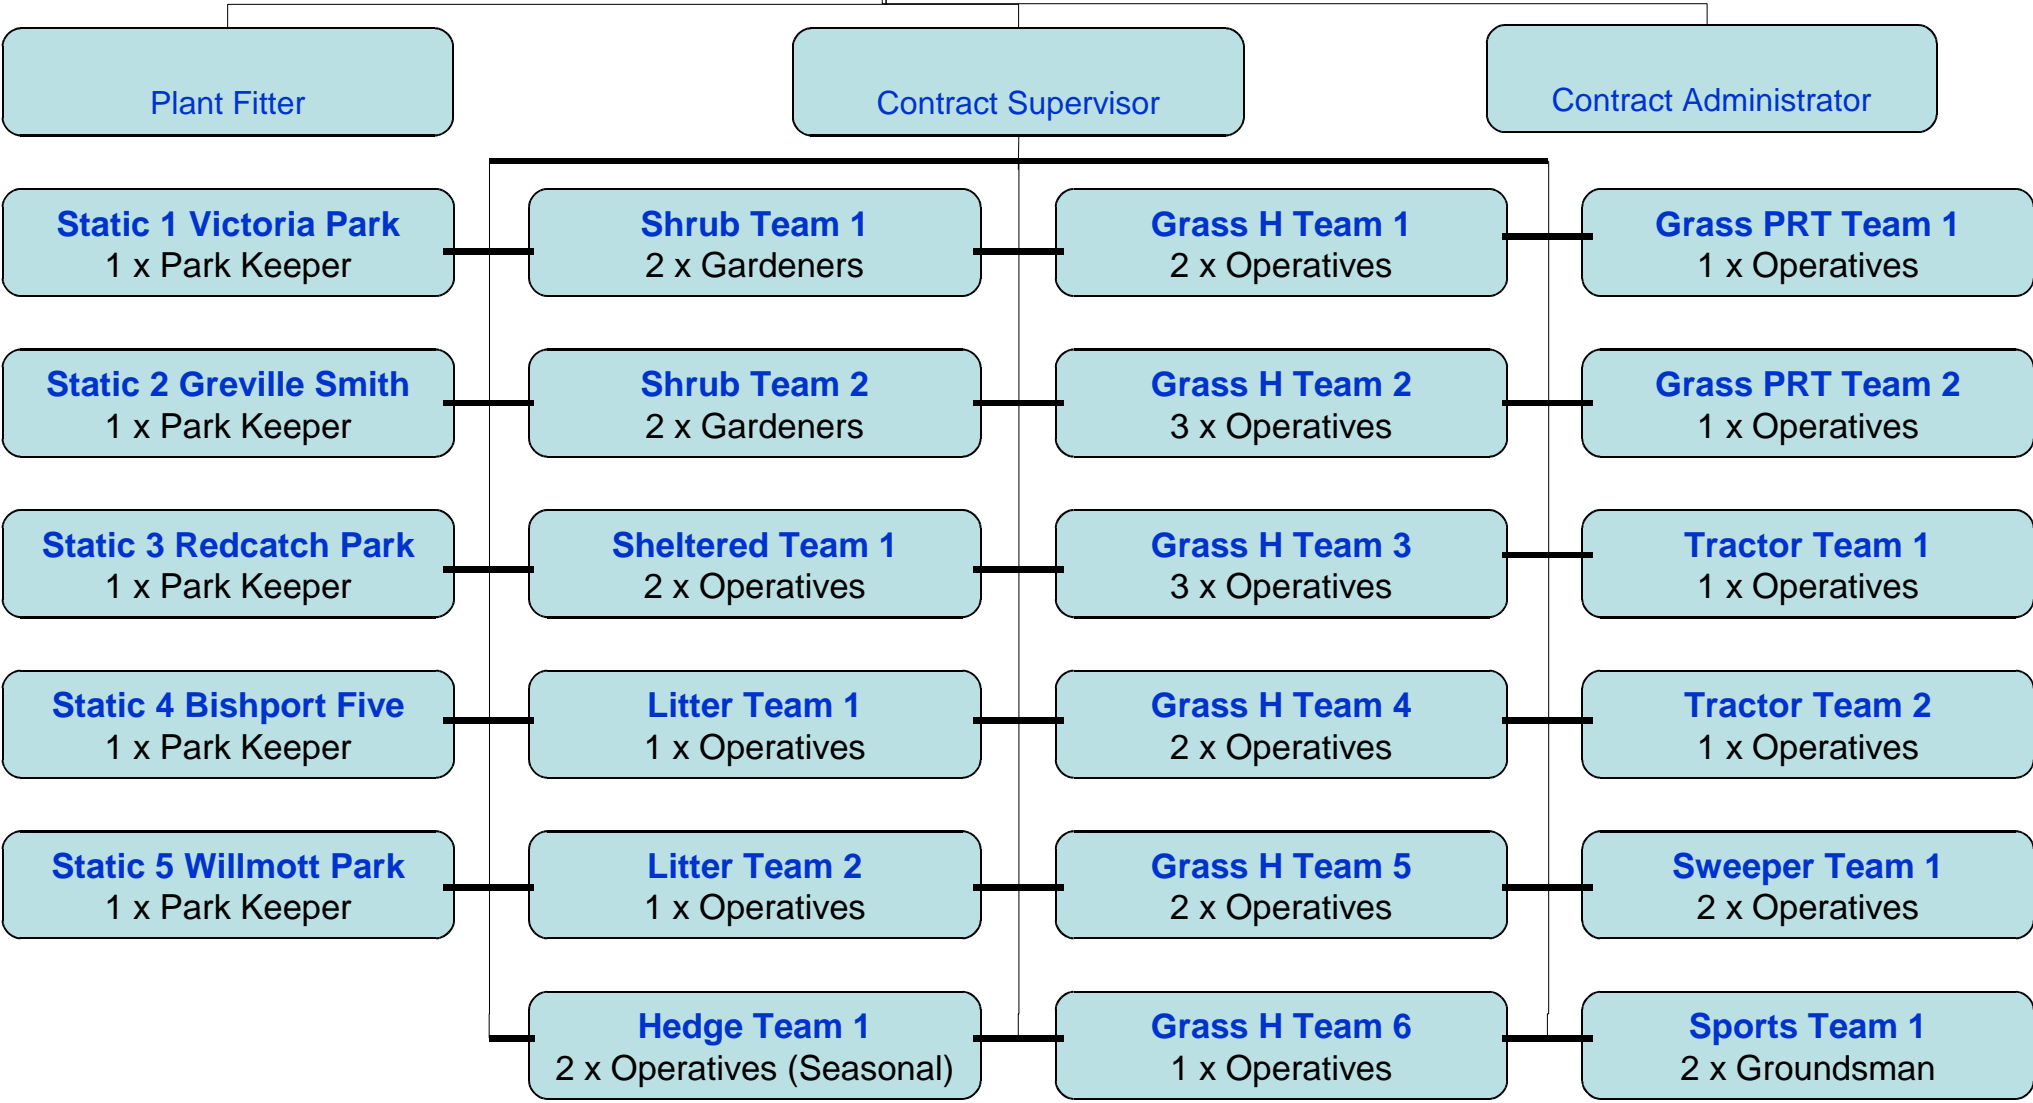 Plant Fitter
Contract Supervisor
Contract Administrator
Static 1 Victoria Park
1 x Park Keeper
Shrub Team 1
2 x Gardeners
Grass H Team 1
2 x Operatives
Grass PRT Team 1
1 x Operatives
Static 2 Greville Smith
1 x Park Keeper
Shrub Team 2
2 x Gardeners
Grass H Team 2
3 x Operatives
Grass PRT Team 2
1 x Operatives
Static 3 Redcatch Park
1 x Park Keeper
Sheltered Team 1
2 x Operatives
Grass H Team 3
3 x Operatives
Tractor Team 1
1 x Operatives
Static 4 Bishport Five
1 x Park Keeper
Litter Team 1
1 x Operatives
Grass H Team 4
2 x Operatives
Tractor Team 2
1 x Operatives
Static 5 Willmott Park
1 x Park Keeper
Litter Team 2
1 x Operatives
Grass H Team 5
2 x Operatives
Sweeper Team 1
2 x Operatives
Hedge Team 1
2 x Operatives (Seasonal)
Grass H Team 6
1 x Operatives
Sports Team 1
2 x Groundsman